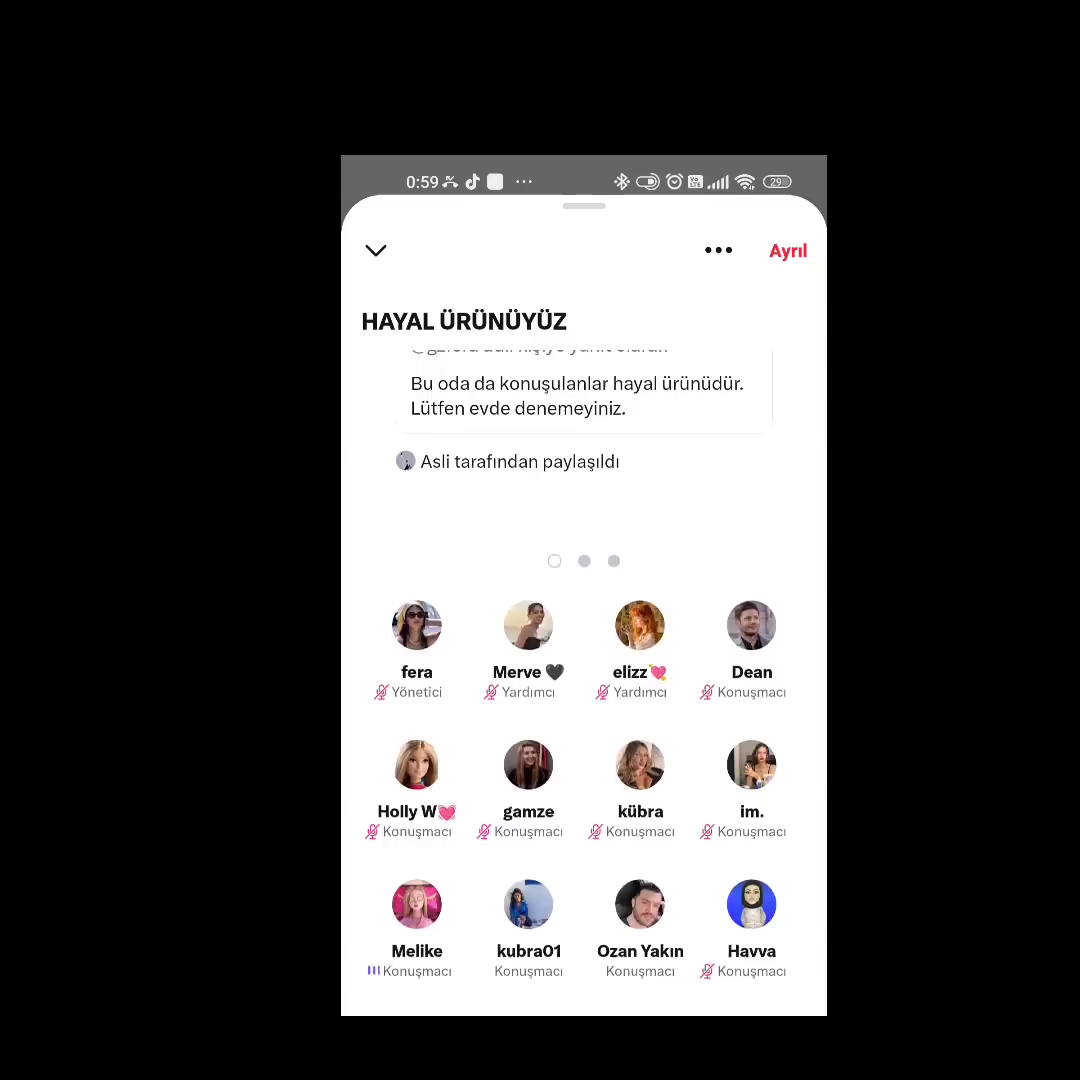 0:59 ... 29
Ayrıl
HAYAL ÜRÜNÜYÜZ
Bu oda da konuşulanlar hayal ürünüdür.
Lütfen evde denemeyiniz.
Asli tarafından paylaşıldı
fera Merve 🖤 elizz💘 Dean
Yönetici Yardımcı Yardımcı Konuşmacı
Holly W💓 gamze kübra im.
Konuşmacı Konuşmacı Konuşmacı Konuşmacı
Melike kubra01 Ozan Yakın Havva
Konuşmacı Konuşmacı Konuşmacı Konuşmacı